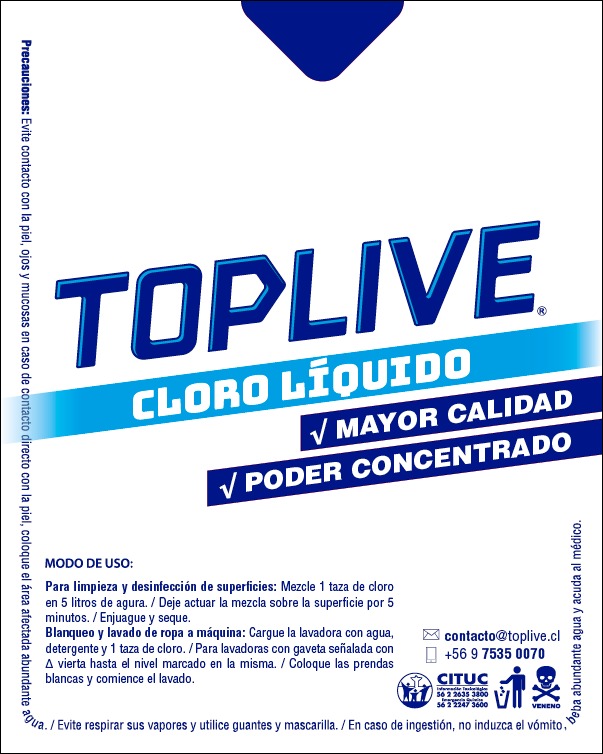 TOPLIVE®
CLORO LÍQUIDO
√ MAYOR CALIDAD
√ PODER CONCENTRADO
MODO DE USO:
Para limpieza y desinfección de superficies: Mezcle 1 taza de cloro
en 5 litros de agura. / Deje actuar la mezcla sobre la superficie por 5
minutos. / Enjuague y seque.
Blanqueo y lavado de ropa a máquina: Cargue la lavadora con agua,
detergente y 1 taza de cloro. / Para lavadoras con gaveta señalada con
Δ vierta hasta el nivel marcado en la misma. / Coloque las prendas
blancas y comience el lavado.
contacto@toplive.cl
+56 9 7535 0070
CITUC
Información Toxicológica
56 2 2635 3800
Emergencia Química
56 2 2247 3600
VENENO
Precauciones: Evite contacto con la piel, ojos y mucosas en caso de contacto directo con la piel, coloque el área afectada abundante agua. / Evite respirar sus vapores y utilice guantes y mascarilla. / En caso de ingestión, no induzca el vómito, beba abundante agua y acuda al médico.